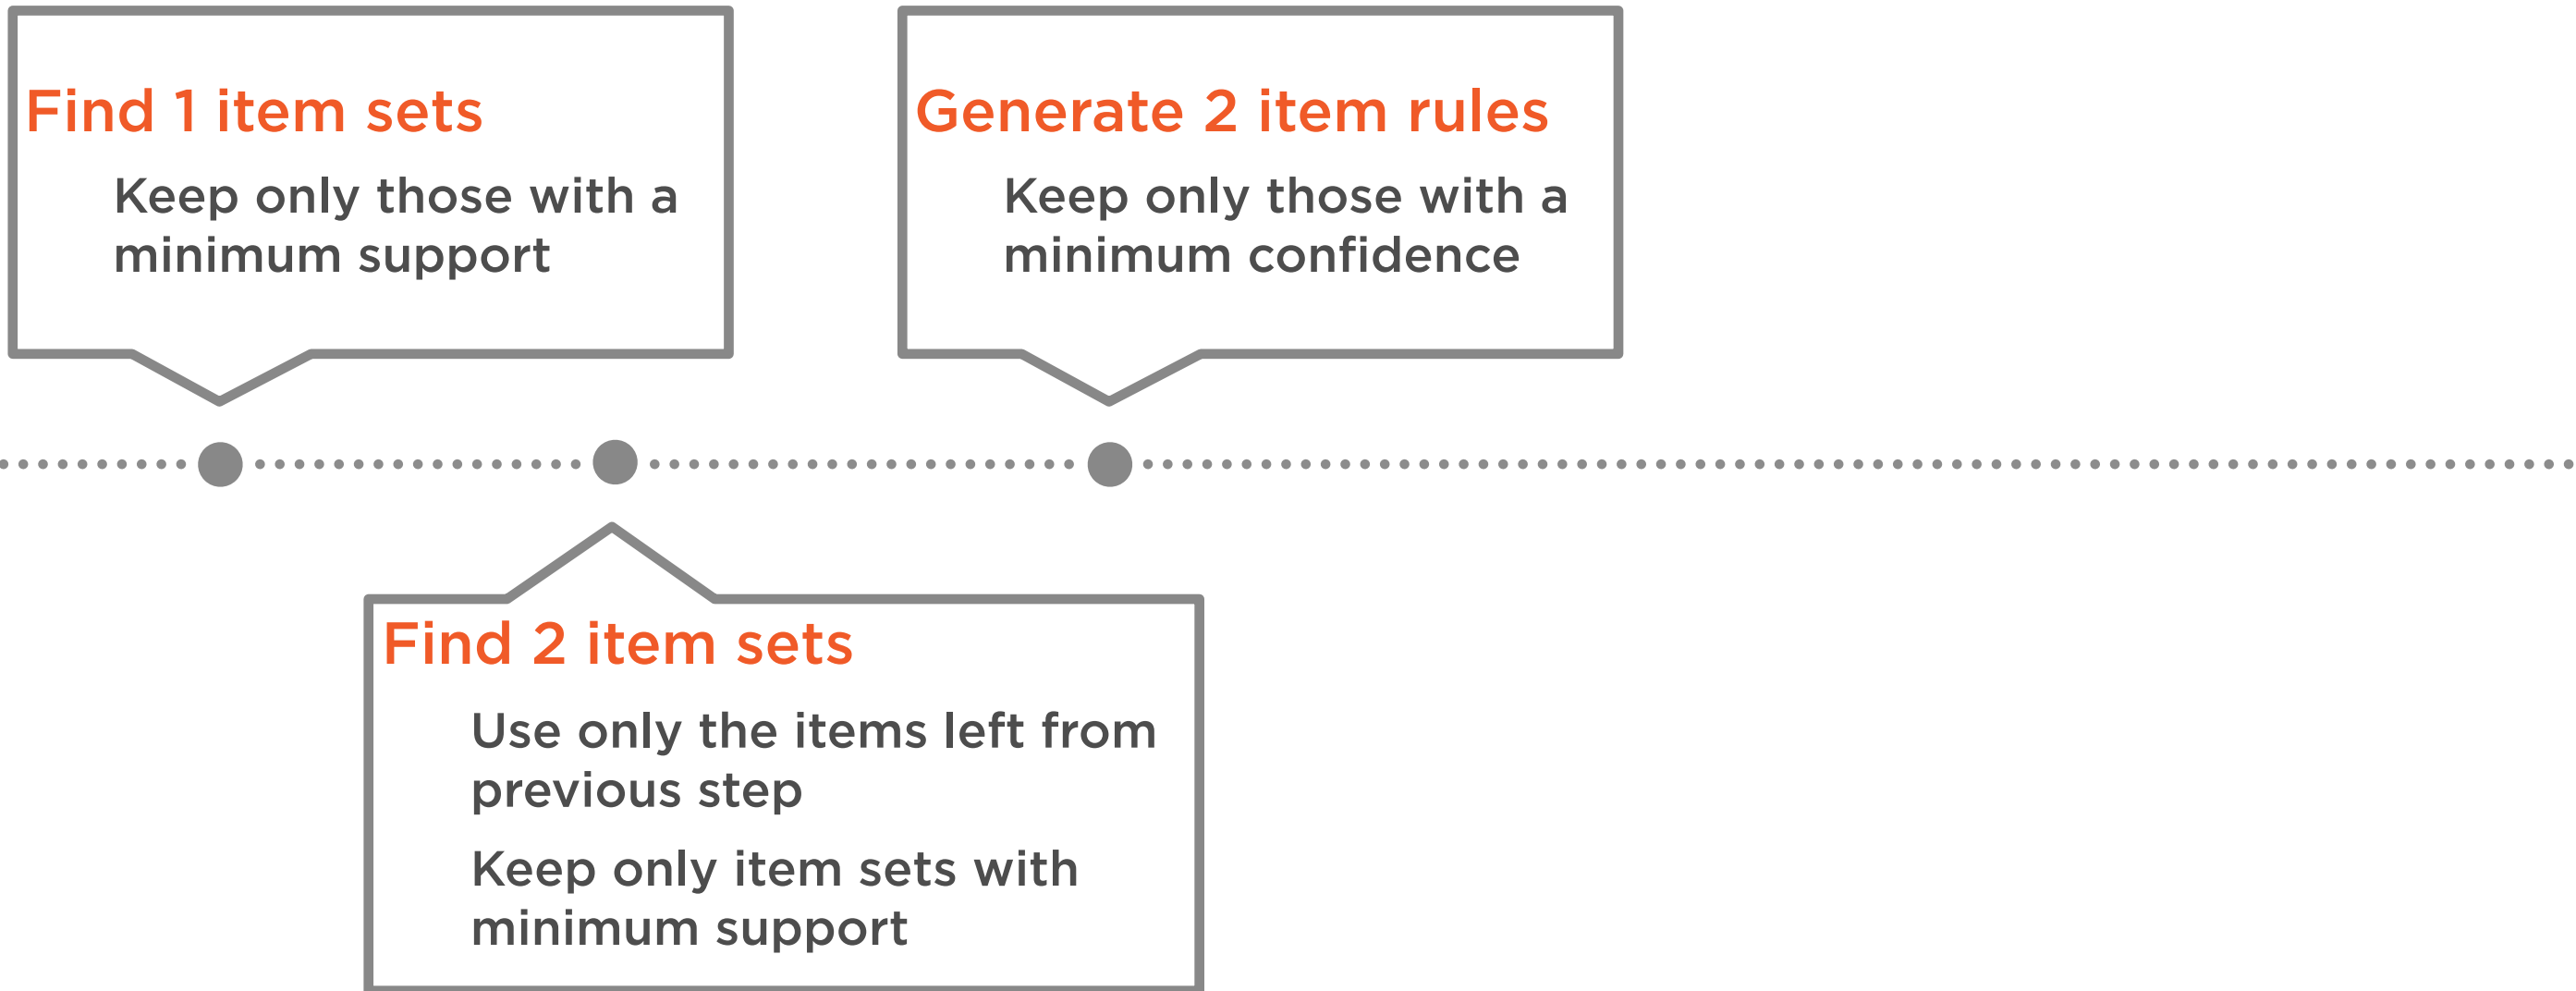 Find 1 item sets
Keep only those with a
minimum support
Find 2 item sets
Use only the items left from
previous step
Keep only item sets with
minimum support
Generate 2 item rules
Keep only those with a
minimum confidence